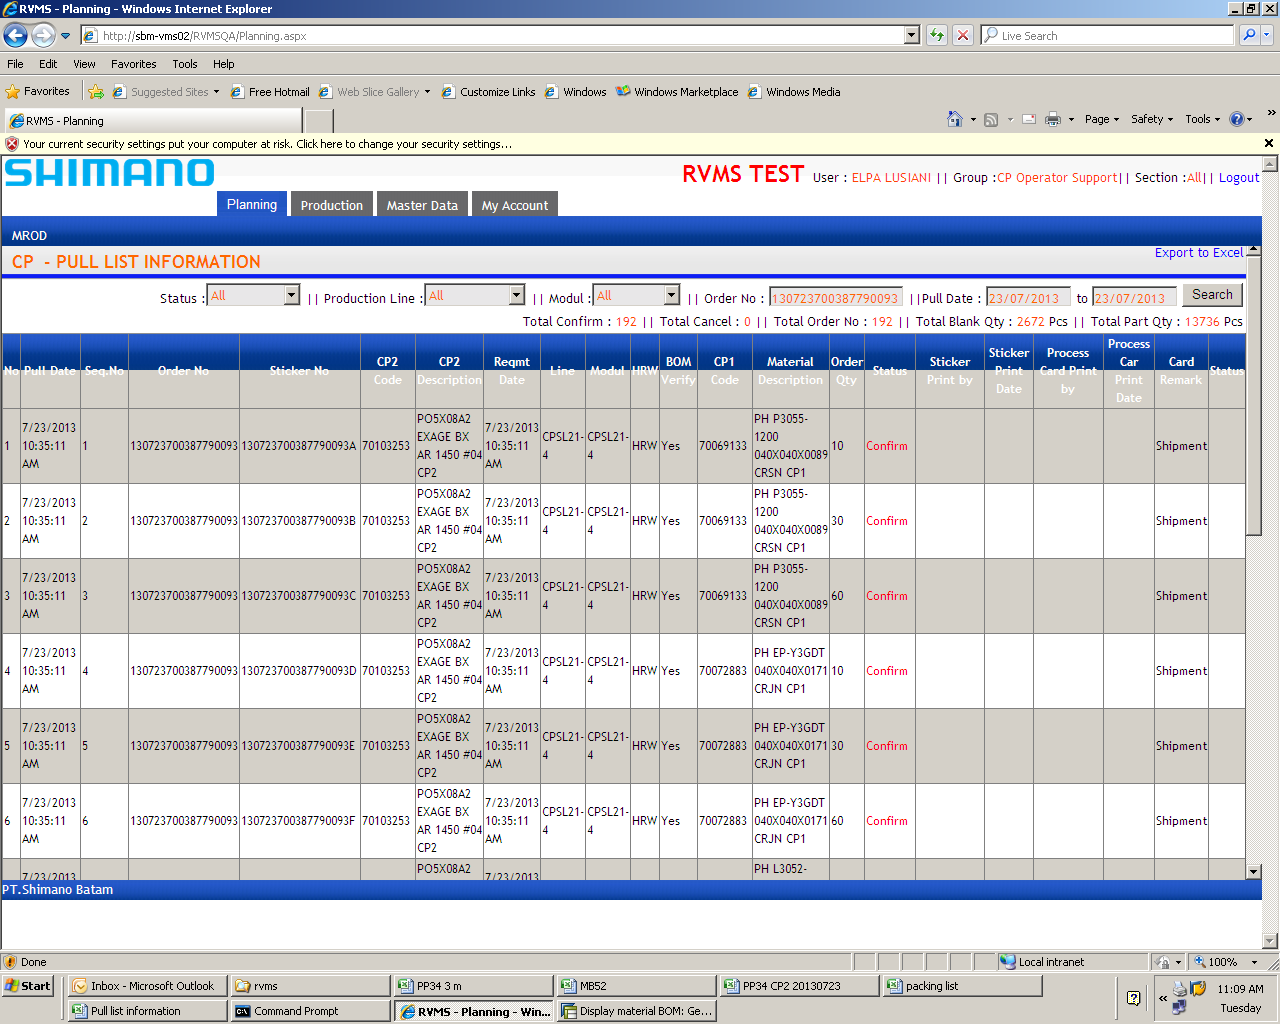 RVMS - Planning - Windows Internet Explorer
http://sbm-vms02/RVMSQA/Planning.aspx
Live Search
File Edit View Favorites Tools Help
Favorites Suggested Sites Free Hotmail Web Slice Gallery Customize Links Windows Windows Marketplace Windows Media
RVMS - Planning
Page Safety Tools
Your current security settings put your computer at risk. Click here to change your security settings...
SHIMANO
RVMS TEST User : ELPA LUSIANI || Group :CP Operator Support|| Section :All|| Logout
Planning Production Master Data My Account
MROD
CP - PULL LIST INFORMATION
Export to Excel
Status : All || Production Line : All || Modul : All || Order No : 130723700387790093 ||Pull Date : 23/07/2013 to 23/07/2013 Search
Total Confirm : 192 || Total Cancel : 0 || Total Order No : 192 || Total Blank Qty : 2672 Pcs || Total Part Qty : 13736 Pcs
No Pull Date Seq.No Order No Sticker No CP2 Code CP2 Description Reqmt Date Line Modul HRW BOM Verify CP1 Code Material Description Order Qty Status Sticker Print by Sticker Print Date Process Card Print by Process Car Print Date Card Remark Status
1 7/23/2013 10:35:11 AM 1 130723700387790093 130723700387790093A 70103253 PO5X08A2 EXAGE BX AR 1450 #04 CP2 7/23/2013 10:35:11 AM CPSL21-4 CPSL21-4 HRW Yes 70069133 PH P3055-1200 040X040X0089 CRSN CP1 10 Confirm Shipment
2 7/23/2013 10:35:11 AM 2 130723700387790093 130723700387790093B 70103253 PO5X08A2 EXAGE BX AR 1450 #04 CP2 7/23/2013 10:35:11 AM CPSL21-4 CPSL21-4 HRW Yes 70069133 PH P3055-1200 040X040X0089 CRSN CP1 30 Confirm Shipment
3 7/23/2013 10:35:11 AM 3 130723700387790093 130723700387790093C 70103253 PO5X08A2 EXAGE BX AR 1450 #04 CP2 7/23/2013 10:35:11 AM CPSL21-4 CPSL21-4 HRW Yes 70069133 PH P3055-1200 040X040X0089 CRSN CP1 60 Confirm Shipment
4 7/23/2013 10:35:11 AM 4 130723700387790093 130723700387790093D 70103253 PO5X08A2 EXAGE BX AR 1450 #04 CP2 7/23/2013 10:35:11 AM CPSL21-4 CPSL21-4 HRW Yes 70072883 PH EP-Y3GDT 040X040X0171 CRJN CP1 10 Confirm Shipment
5 7/23/2013 10:35:11 AM 5 130723700387790093 130723700387790093E 70103253 PO5X08A2 EXAGE BX AR 1450 #04 CP2 7/23/2013 10:35:11 AM CPSL21-4 CPSL21-4 HRW Yes 70072883 PH EP-Y3GDT 040X040X0171 CRJN CP1 30 Confirm Shipment
6 7/23/2013 10:35:11 AM 6 130723700387790093 130723700387790093F 70103253 PO5X08A2 EXAGE BX AR 1450 #04 CP2 7/23/2013 10:35:11 AM CPSL21-4 CPSL21-4 HRW Yes 70072883 PH EP-Y3GDT 040X040X0171 CRJN CP1 60 Confirm Shipment
7/23/2013 PO5X08A2 7/23/2013 PH L3052-
PT.Shimano Batam
Done Local intranet 100%
Start Inbox - Microsoft Outlook rvms PP34 3 m MB52 PP34 CP2 20130723 packing list 11:09 AM
Pull list information Command Prompt RVMS - Planning - Win... Display material BOM: Ge... Tuesday